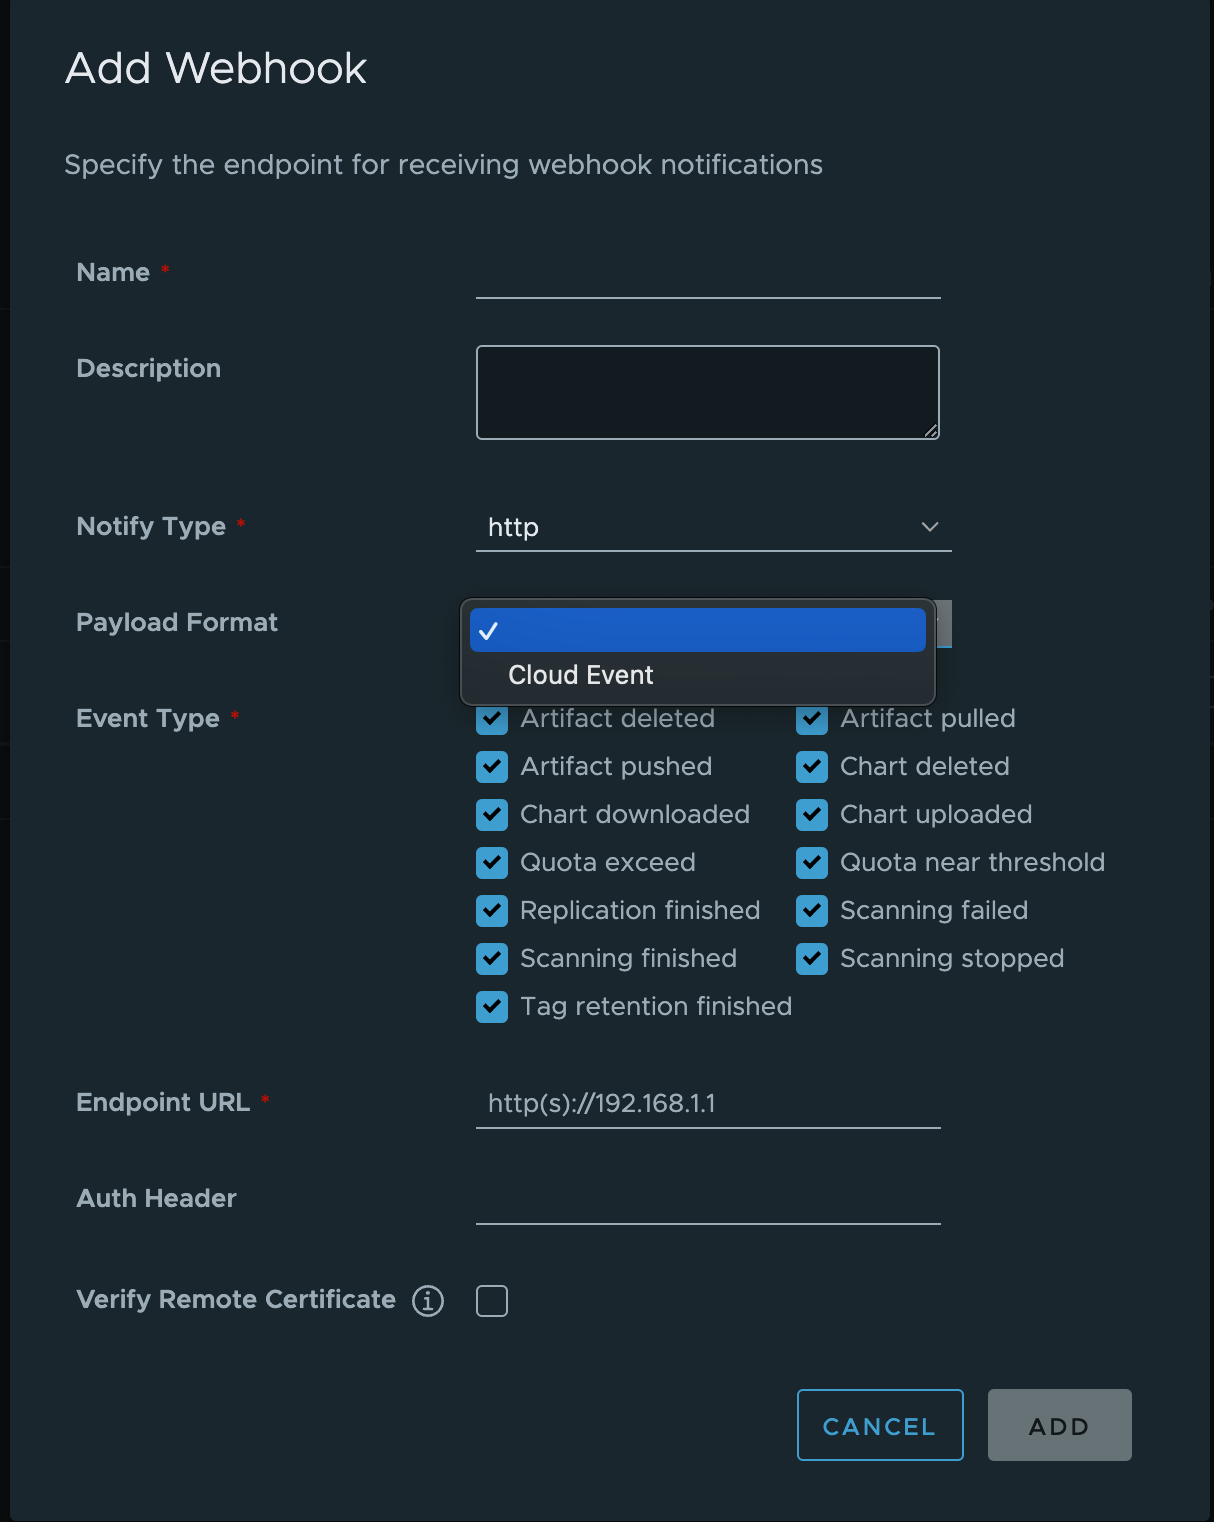 Add Webhook
Specify the endpoint for receiving webhook notifications
Name *
Description
Notify Type * http
Payload Format
Cloud Event
Event Type *
Artifact deleted Artifact pulled
Artifact pushed Chart deleted
Chart downloaded Chart uploaded
Quota exceed Quota near threshold
Replication finished Scanning failed
Scanning finished Scanning stopped
Tag retention finished
Endpoint URL * http(s)://192.168.1.1
Auth Header
Verify Remote Certificate
CANCEL ADD